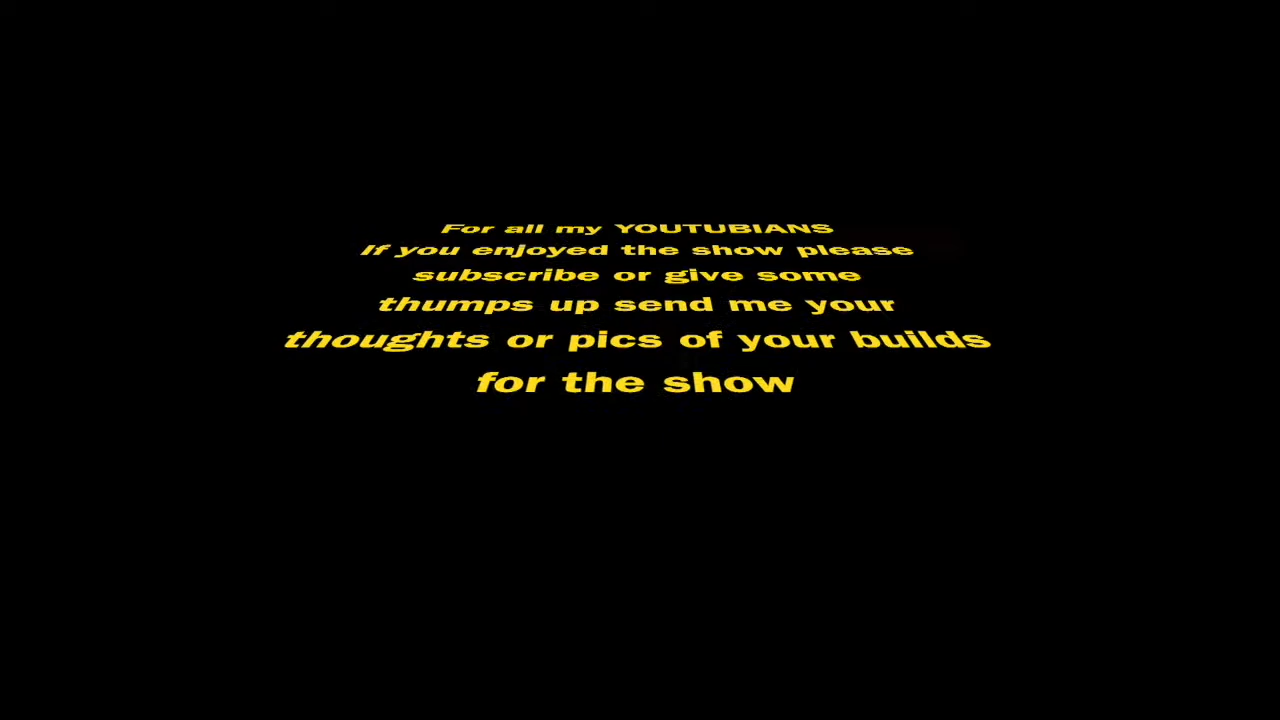 For all my YOUTUBIANS
If you enjoyed the show please
subscribe or give some
thumps up send me your
thoughts or pics of your builds
for the show